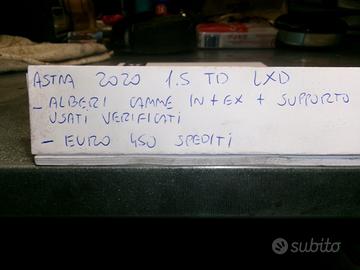 ASTRA 2020 1.5 TD LXD
- ALBERI CAMME IN+EX + SUPPORTO
USATI VERIFICATI
- EURO 450 SPEDITI
subito